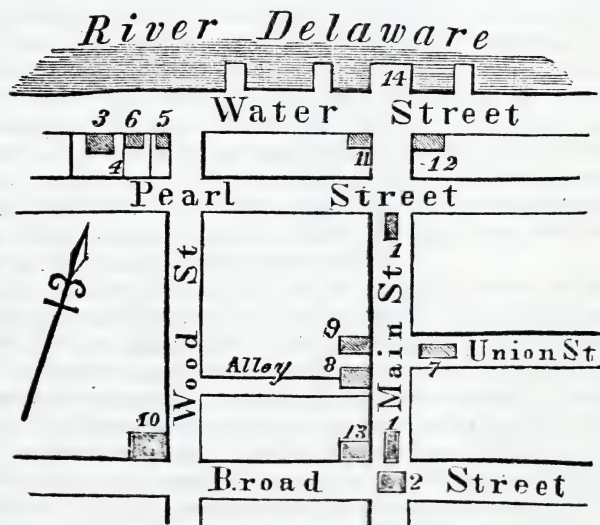 River Delaware
14
Water Street
3 6 5
4
11
12
Pearl Street
1
Wood St
Main St
9
8
Alley
7
Union St
10
13
1
Broad Street
2